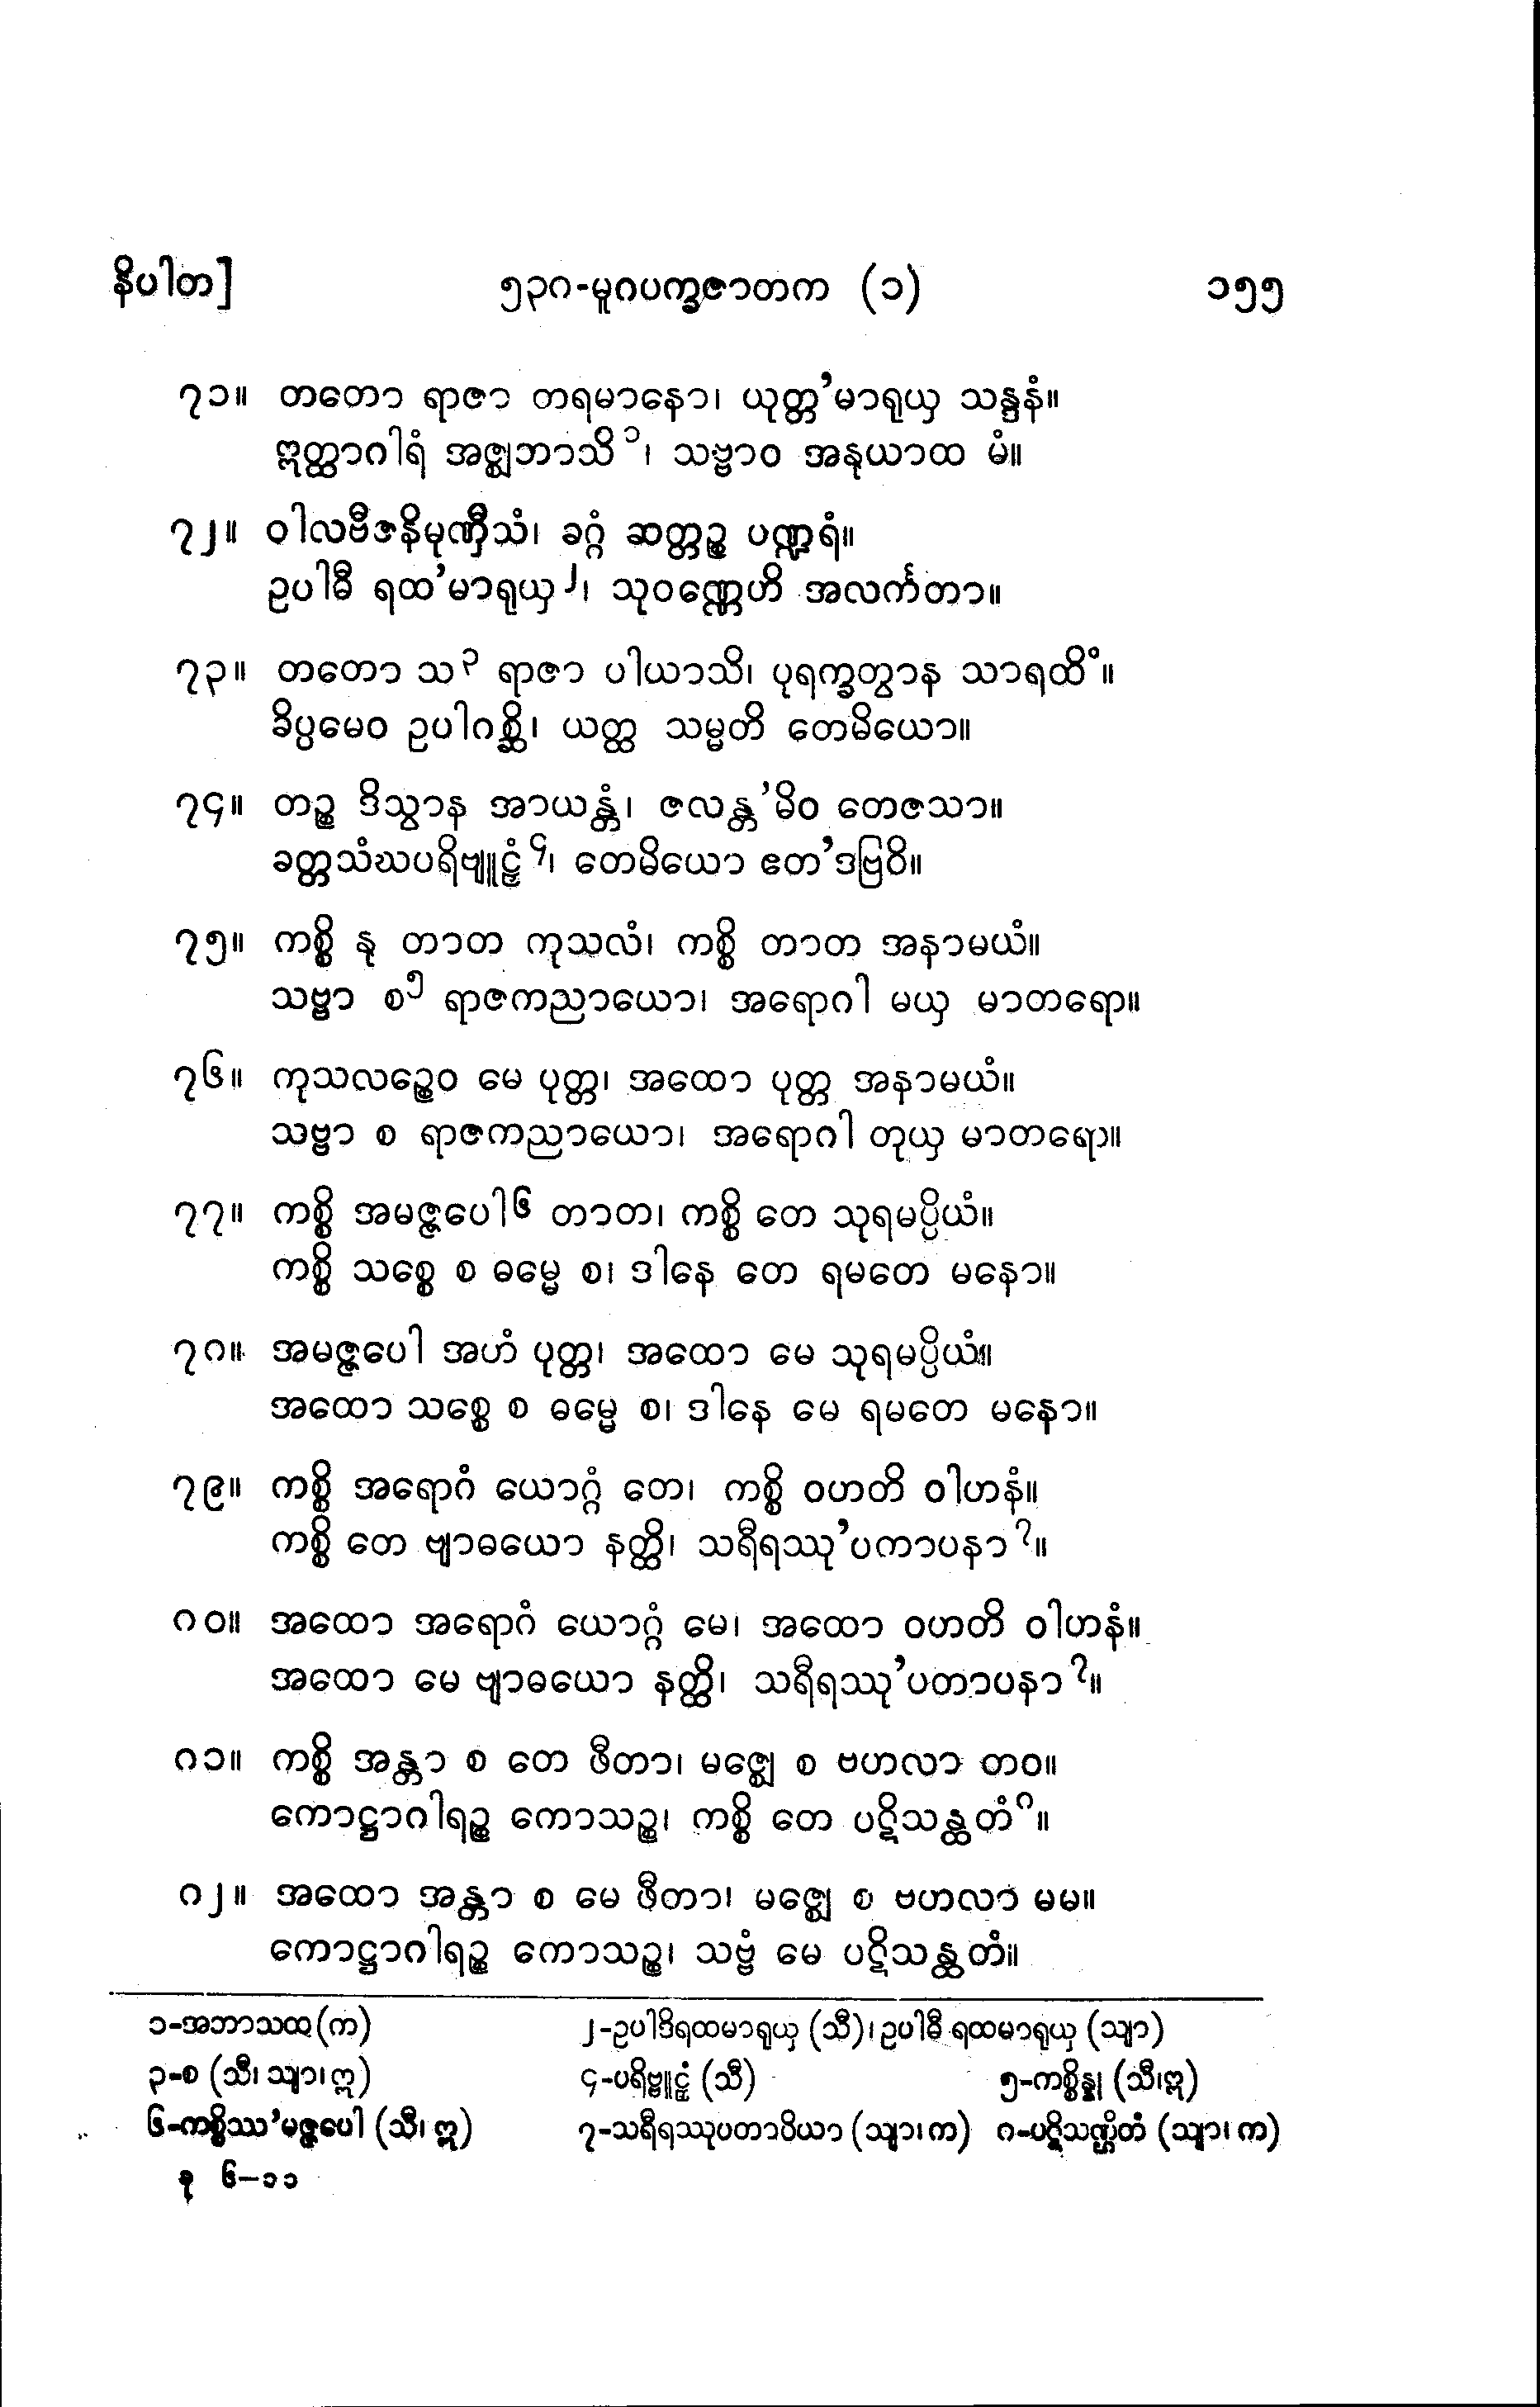 နိပါတ] ၅၃၈-မူဂပက္ခဇာတက (၁) ၁၅၅
၇၁။ တတော ရာဇာ တရမာနော၊ ယုတ္တ’မာရုယှ သန္ဒနံ။
ဣတ္ထာဂါရံ အဇ္ဈဘာသိ၁၊ သဗ္ဗာဝ အနုယာထ မံ။
၇၂။ ဝါလဗီဇနိမုဏှီသံ၊ ခဂ္ဂံ ဆတ္တဉ္စ ပဏ္ဍရံ။
ဥပါဓီ ရထ’မာရုယှ၂၊ သုဝဏ္ဏေဟိ အလင်္ကတာ။
၇၃။ တတော သ၃ ရာဇာ ပါယာသိ၊ ပုရက္ခတွာန သာရထိံ။
ခိပ္ပမေဝ ဥပါဂစ္ဆိ၊ ယတ္ထ သမ္မတိ တေမိယော။
၇၄။ တဉ္စ ဒိသွာန အာယန္တံ၊ ဇလန္တ’မိဝ တေဇသာ။
ခတ္တသံဃပရိဗျူဠှံ၄၊ တေမိယော ဧတ’ဒဗြဝိ။
၇၅။ ကစ္စိ နု တာတ ကုသလံ၊ ကစ္စိ တာတ အနာမယံ။
သဗ္ဗာ စ၅ ရာဇကညာယော၊ အရောဂါ မယှ မာတရော။
၇၆။ ကုသလဉ္စေဝ မေ ပုတ္တ၊ အထော ပုတ္တ အနာမယံ။
သဗ္ဗာ စ ရာဇကညာယော၊ အရောဂါ တုယှ မာတရော။
၇၇။ ကစ္စိ အမဇ္ဇပေါ၆ တာတ၊ ကစ္စိ တေ သုရမပ္ပိယံ။
ကစ္စိ သစ္စေ စ ဓမ္မေ စ၊ ဒါနေ တေ ရမတေ မနော။
၇၈။ အမဇ္ဇပေါ အဟံ ပုတ္တ၊ အထော မေ သုရမပ္ပိယံ။
အထော သစ္စေ စ ဓမ္မေ စ၊ ဒါနေ မေ ရမတေ မနော။
၇၉။ ကစ္စိ အရောဂံ ယောဂ္ဂံ တေ၊ ကစ္စိ ဝဟတိ ဝါဟနံ။
ကစ္စိ တေ ဗျာဓယော နတ္ထိ၊ သရီရဿု’ပကာပနာ၇။
၈၀။ အထော အရောဂံ ယောဂ္ဂံ မေ၊ အထော ဝဟတိ ဝါဟနံ။
အထော မေ ဗျာဓယော နတ္ထိ၊ သရီရဿု’ပတာပနာ၇။
၈၁။ ကစ္စိ အန္တာ စ တေ ဖီတာ၊ မဇ္ဈေ စ ဗဟလာ တဝ။
ကောဋ္ဌာဂါရဉ္စ ကောသဉ္စ၊ ကစ္စိ တေ ပဋိသန္ထတံ၈။
၈၂။ အထော အန္တာ စ မေ ဖီတာ၊ မဇ္ဈေ စ ဗဟလာ မမ။
ကောဋ္ဌာဂါရဉ္စ ကောသဉ္စ၊ သဗ္ဗံ မေ ပဋိသန္ထတံ။
၁-အဘာသထ (က) ၂-ဥပါဒိရထမာရုယှ (သီ)၊ ဥပါဓီ ရထမာရုယှ (သျာ)
၃-စ (သီ၊ သျာ၊ ဣ) ၄-ပရိဗ္ဗူဠှံ (သီ) ၅-ကစ္စိန္နု (သီ၊ဣ)
၆-ကစ္စိဿ’မဇ္ဇပေါ (သီ၊ ဣ) ၇-သရီရဿုပတာပိယာ (သျာ၊ က) ၈-ပဋိသဏ္ဌိတံ (သျာ၊ က)
နု ၆-၁၁